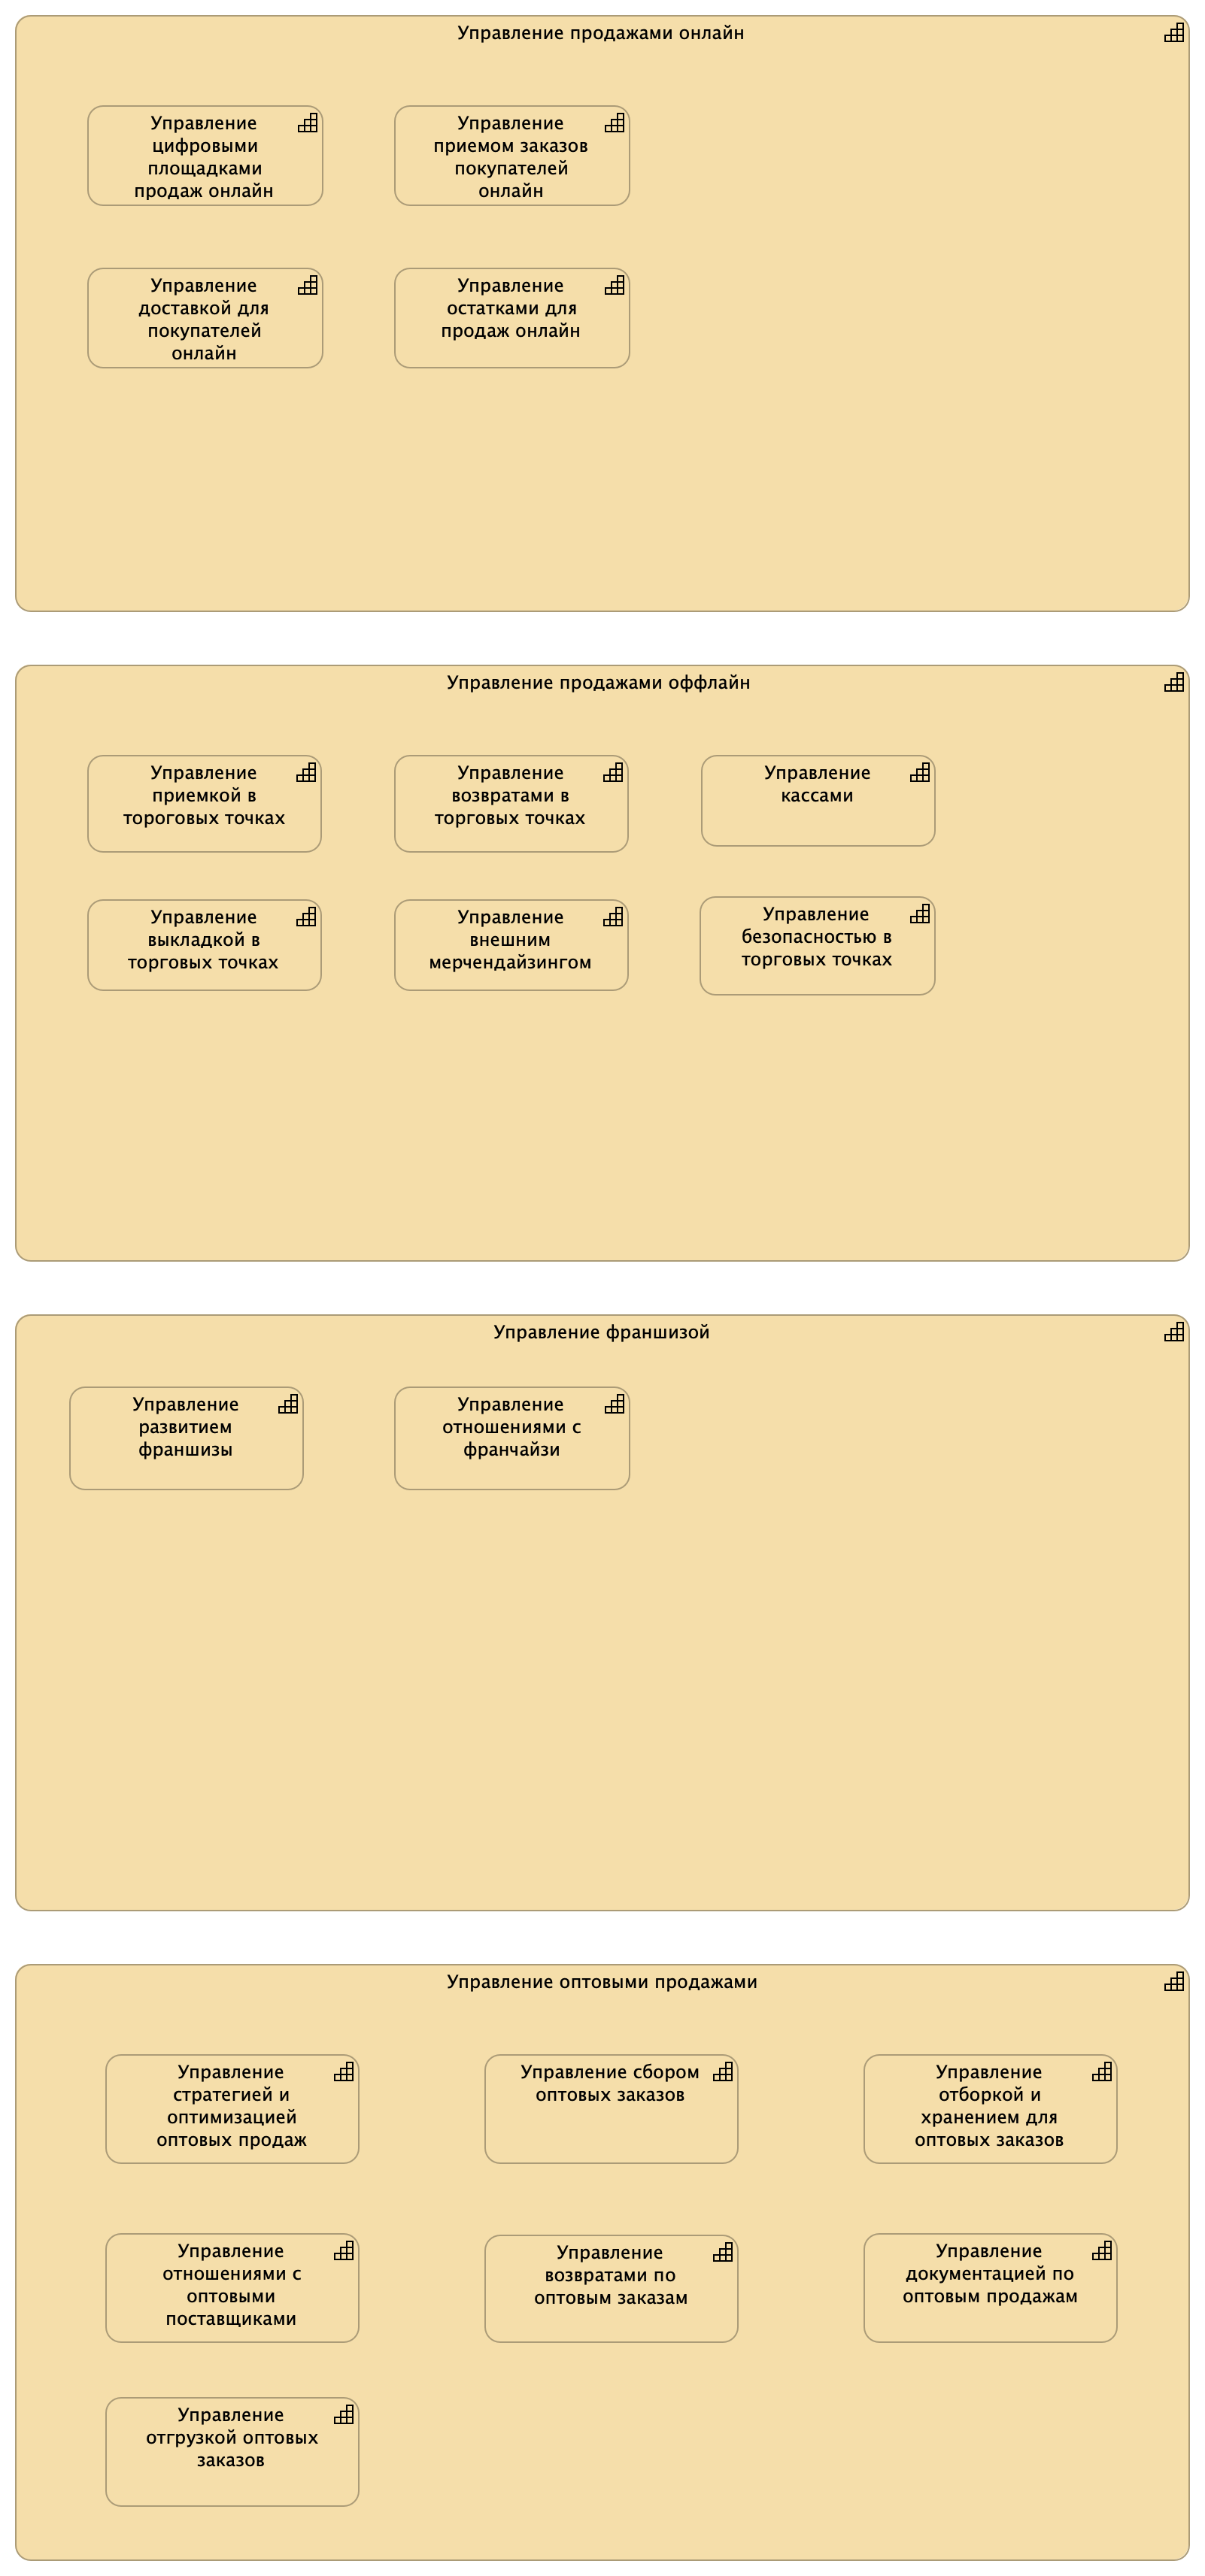 Управление продажами онлайн
Управление
цифровыми
площадками
продаж онлайн
Управление
приемом заказов
покупателей
онлайн
Управление
доставкой для
покупателей
онлайн
Управление
остатками для
продаж онлайн
Управление продажами оффлайн
Управление
приемкой в
тороговых точках
Управление
возвратами в
торговых точках
Управление
кассами
Управление
выкладкой в
торговых точках
Управление
внешним
мерчендайзингом
Управление
безопасностью в
торговых точках
Управление франшизой
Управление
развитием
франшизы
Управление
отношениями с
франчайзи
Управление оптовыми продажами
Управление
стратегией и
оптимизацией
оптовых продаж
Управление сбором
оптовых заказов
Управление
отборкой и
хранением для
оптовых заказов
Управление
отношениями с
оптовыми
поставщиками
Управление
возвратами по
оптовым заказам
Управление
документацией по
оптовым продажам
Управление
отгрузкой оптовых
заказов